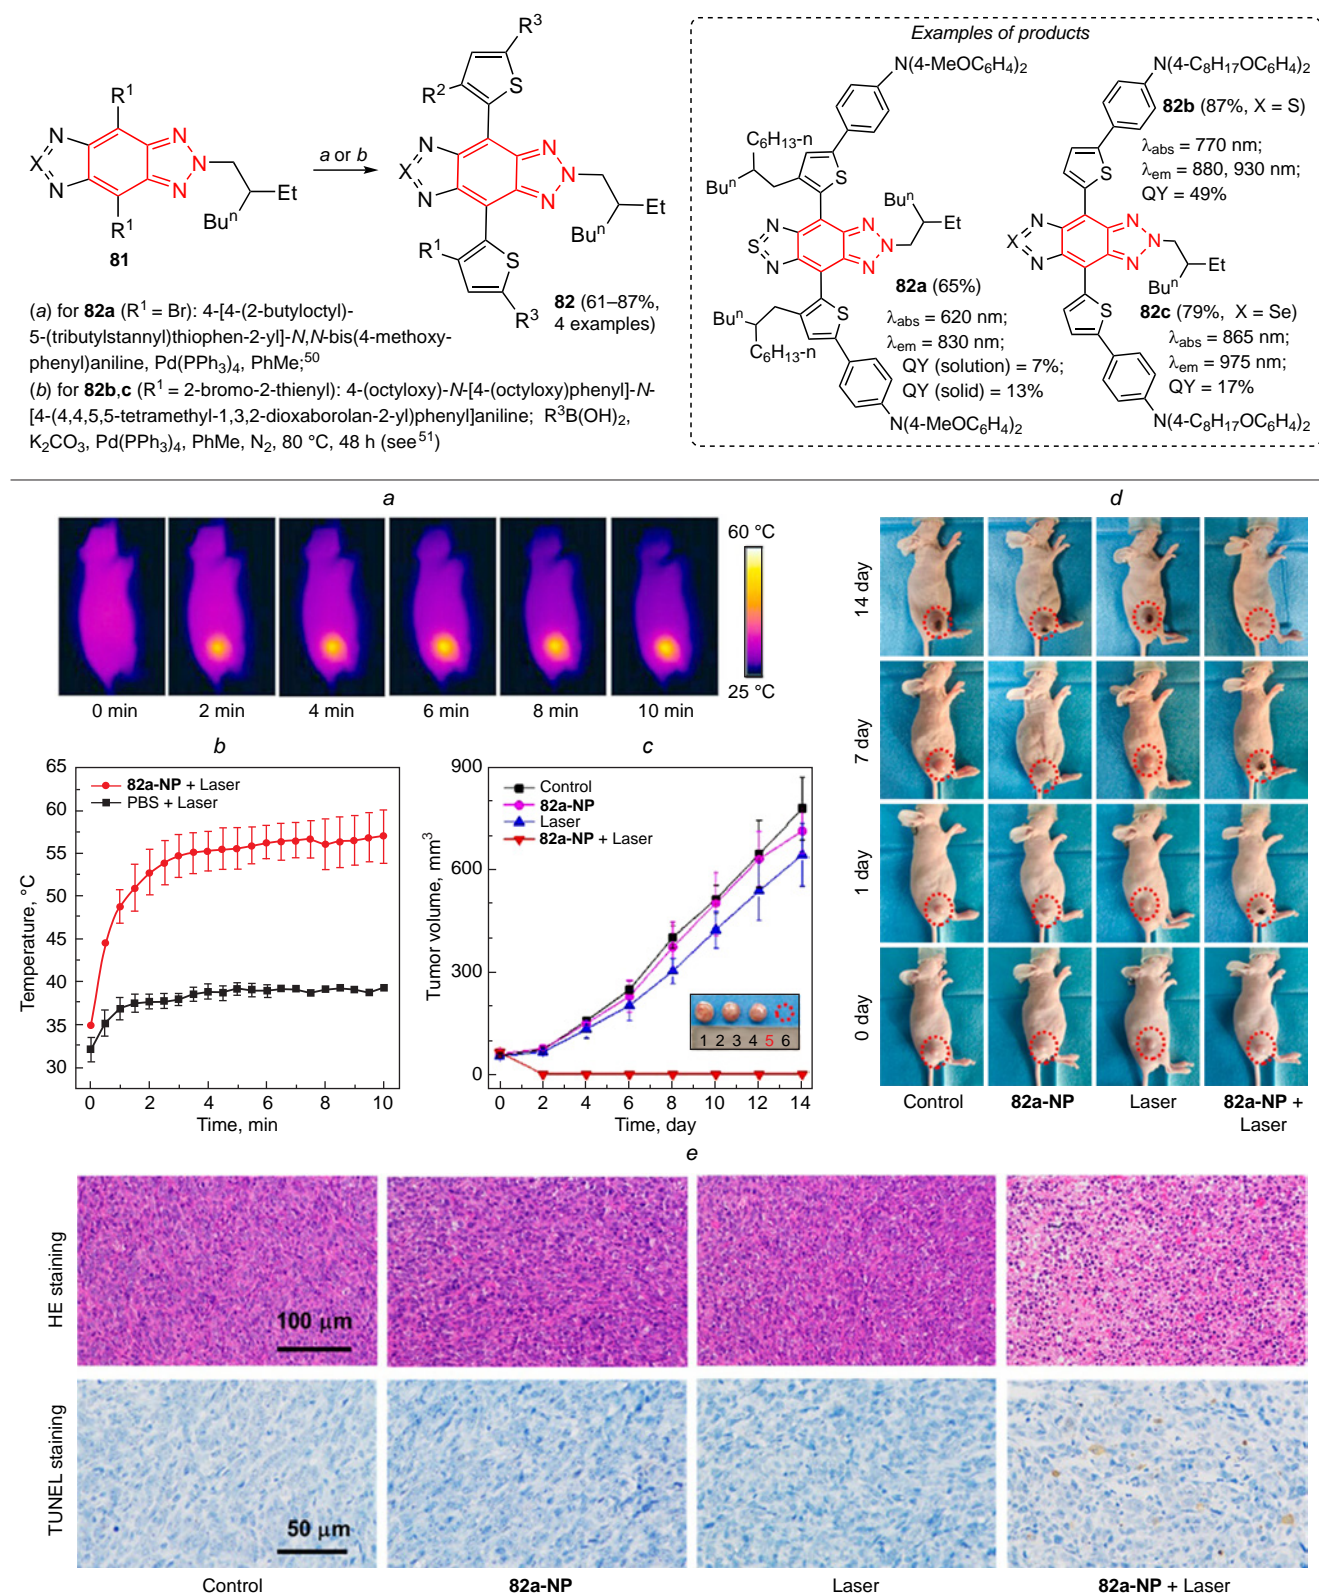 R1
N
N
X
N
N
N
N
R1
Et
Bun
81
a or b
R3
R2
S
N
N
X
N
N
N
N
Et
Bun
R1
S
R3
82 (61–87%,
4 examples)
(a) for 82a (R1 = Br): 4-[4-(2-butyloctyl)-
5-(tributylstannyl)thiophen-2-yl]-N,N-bis(4-methoxy-
phenyl)aniline, Pd(PPh3)4, PhMe;50
(b) for 82b,c (R1 = 2-bromo-2-thienyl): 4-(octyloxy)-N-[4-(octyloxy)phenyl]-N-
[4-(4,4,5,5-tetramethyl-1,3,2-dioxaborolan-2-yl)phenyl]aniline; R3B(OH)2,
K2CO3, Pd(PPh3)4, PhMe, N2, 80 °C, 48 h (see51)
Examples of products
N(4-MeOC6H4)2
C6H13-n
Bun
S
Bun
Et
N
N
S
N
N
N
N
82a (65%)
Bun
C6H13-n
S
λabs = 620 nm;
λem = 830 nm;
QY (solution) = 7%;
QY (solid) = 13%
N(4-MeOC6H4)2
N(4-C8H17OC6H4)2
82b (87%, X = S)
λabs = 770 nm;
λem = 880, 930 nm;
QY = 49%
S
N
N
X
N
N
N
N
Et
Bun
S
82c (79%, X = Se)
λabs = 865 nm;
λem = 975 nm;
QY = 17%
N(4-C8H17OC6H4)2
a
60 °C
25 °C
0 min
2 min
4 min
6 min
8 min
10 min
b
65
60
55
50
45
40
35
30
Temperature, °C
82a-NP + Laser
PBS + Laser
0
2
4
6
8
10
Time, min
c
900
600
300
0
Tumor volume, mm3
Control
82a-NP
Laser
82a-NP + Laser
1 2 3 4 5 6
0
2
4
6
8
10
12
14
Time, day
d
14 day
7 day
1 day
0 day
Control
82a-NP
Laser
82a-NP +
Laser
e
HE staining
100 μm
TUNEL staining
50 μm
Control
82a-NP
Laser
82a-NP + Laser